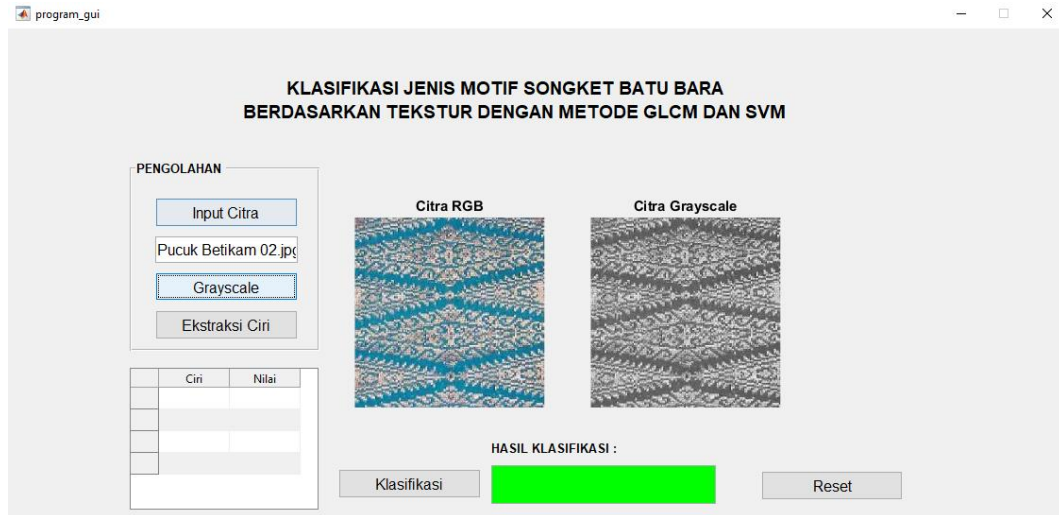 program_gui
KLASIFIKASI JENIS MOTIF SONGKET BATU BARA
BERDASARKAN TEKSTUR DENGAN METODE GLCM DAN SVM
PENGOLAHAN
Input Citra
Pucuk Betikam 02.jpg
Grayscale
Ekstraksi Ciri
Citra RGB
Citra Grayscale
Ciri Nilai
HASIL KLASIFIKASI :
Klasifikasi
Reset